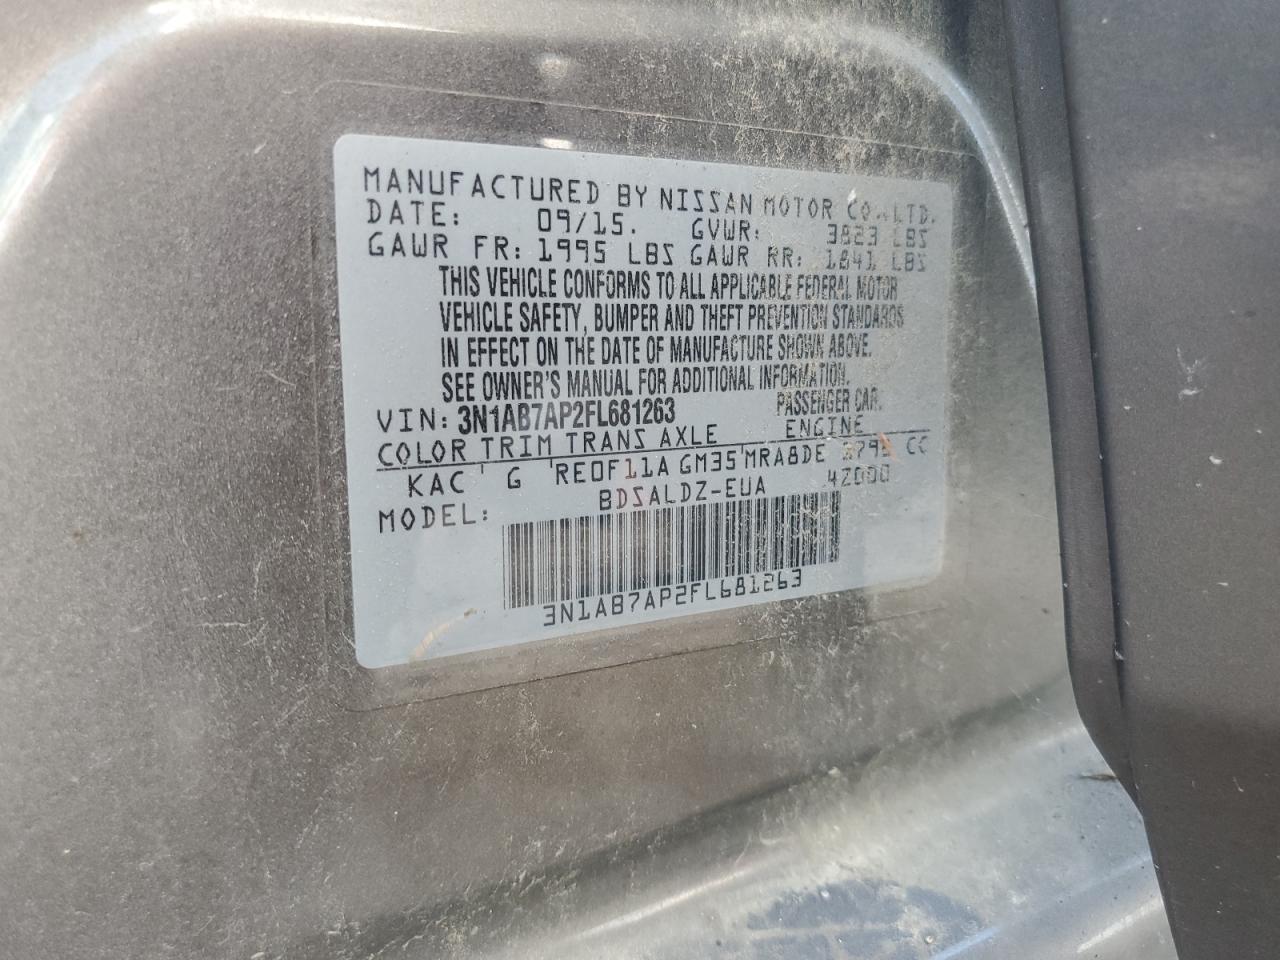 MANUFACTURED BY NISSAN MOTOR CO.,LTD.
DATE: 09/15. GVWR: 3823 LBS
GAWR FR: 1995 LBS GAWR RR: 1841 LBS
THIS VEHICLE CONFORMS TO ALL APPLICABLE FEDERAL MOTOR
VEHICLE SAFETY, BUMPER AND THEFT PREVENTION STANDARDS
IN EFFECT ON THE DATE OF MANUFACTURE SHOWN ABOVE.
SEE OWNER'S MANUAL FOR ADDITIONAL INFORMATION.
VIN: 3N1AB7AP2FL681263 PASSENGER CAR.
COLOR TRIM TRANS AXLE ENGINE
KAC G RE0F11A GM35 MRA8DE CC
MODEL: BDSALDZ-EUA 42000
3N1AB7AP2FL681263